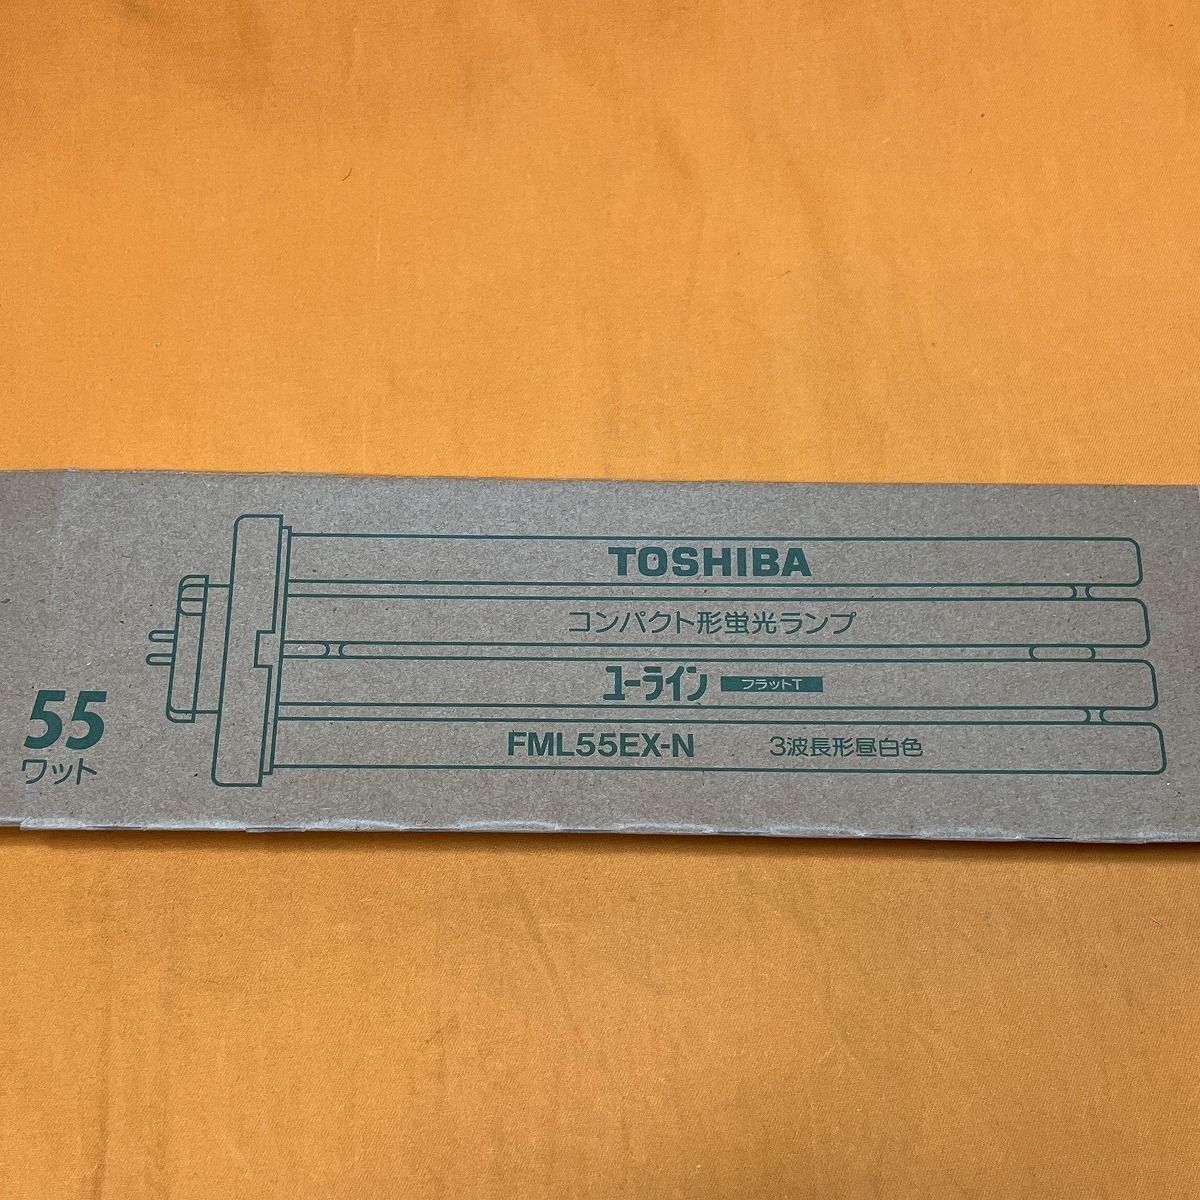 TOSHIBA
コンパクト形蛍光ランプ
ユーライン フラットT
FML55EX-N 3波長形昼白色
55
ワット